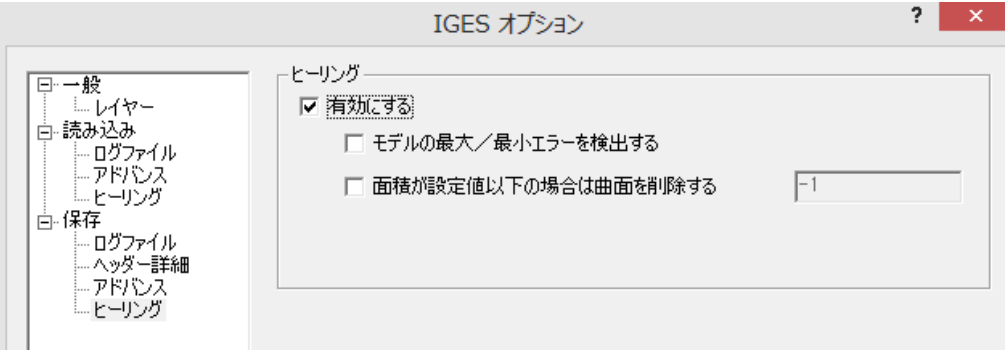 IGES オプション
?
×
一般
レイヤー
読み込み
ログファイル
アドバンス
ヒーリング
保存
ログファイル
ヘッダー詳細
アドバンス
ヒーリング
ヒーリング
有効にする
モデルの最大／最小エラーを検出する
面積が設定値以下の場合は曲面を削除する
-1